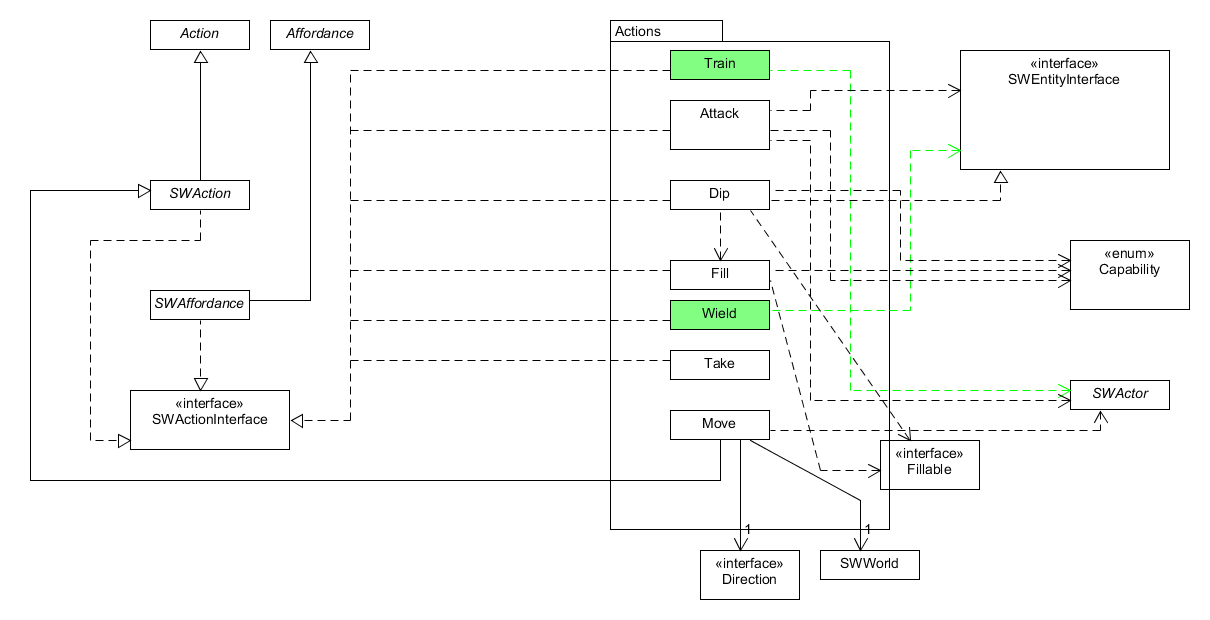 Action
Affordance
Actions
Train
«interface»
SWEntityInterface
Attack
SWAction
Dip
«enum»
Capability
Fill
SWAffordance
Wield
Take
«interface»
SWActionInterface
SWActor
Move
«interface»
Fillable
1
1
«interface»
Direction
SWWorld